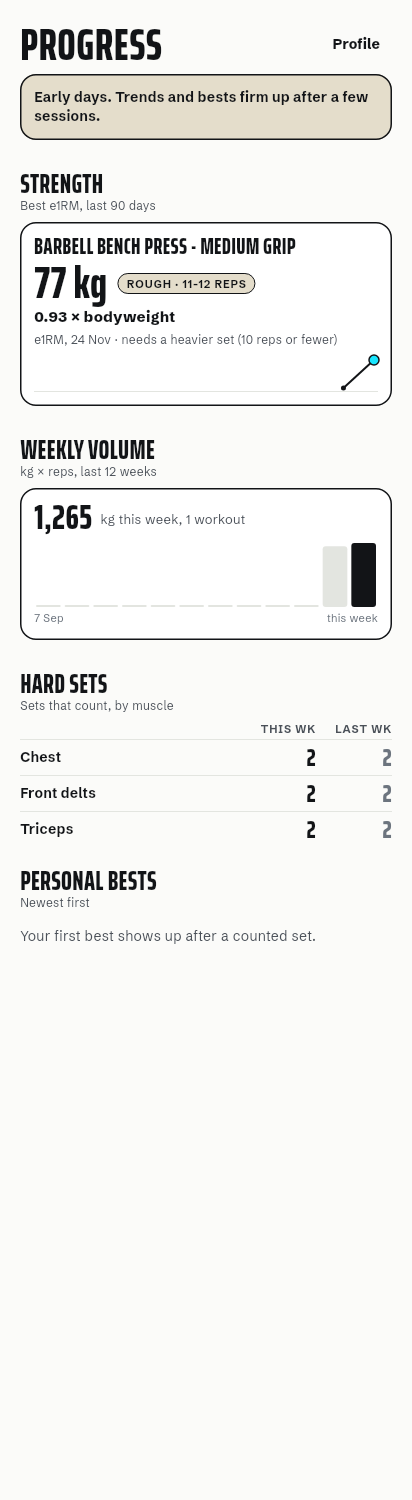 PROGRESS
Profile
Early days. Trends and bests firm up after a few
sessions.
STRENGTH
Best e1RM, last 90 days
BARBELL BENCH PRESS - MEDIUM GRIP
77 kg ROUGH · 11-12 REPS
0.93 × bodyweight
e1RM, 24 Nov · needs a heavier set (10 reps or fewer)
WEEKLY VOLUME
kg × reps, last 12 weeks
1,265 kg this week, 1 workout
7 Sep this week
HARD SETS
Sets that count, by muscle
THIS WK LAST WK
Chest 2 2
Front delts 2 2
Triceps 2 2
PERSONAL BESTS
Newest first
Your first best shows up after a counted set.